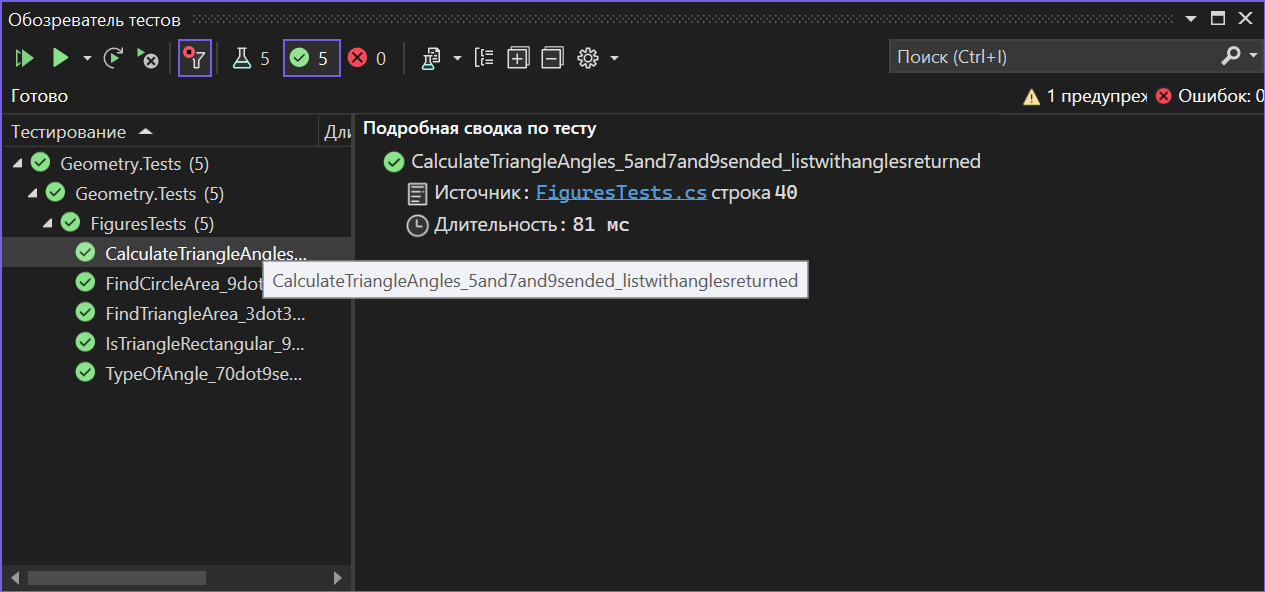 Обозреватель тестов
5 5 0
Поиск (Ctrl+I)
Готово
1 предупреж Ошибок: 0
Тестирование Дли
Geometry.Tests (5)
Geometry.Tests (5)
FiguresTests (5)
CalculateTriangleAngles...
FindCircleArea_9dot
FindTriangleArea_3dot3...
IsTriangleRectangular_9...
TypeOfAngle_70dot9se...
Подробная сводка по тесту
CalculateTriangleAngles_5and7and9sended_listwithanglesreturned
Источник: FiguresTests.cs строка 40
Длительность: 81 мс
CalculateTriangleAngles_5and7and9sended_listwithanglesreturned